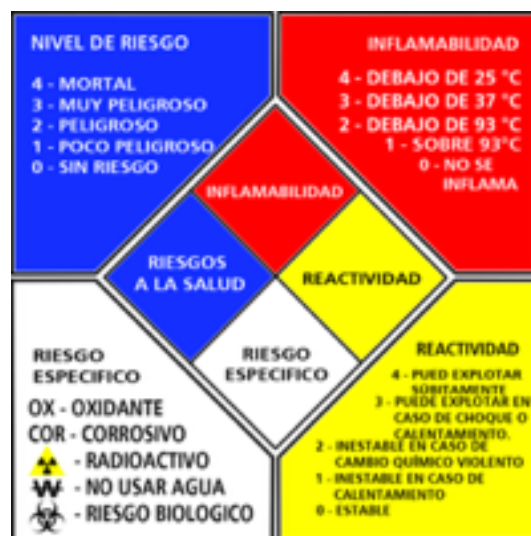 NIVEL DE RIESGO
4 - MORTAL
3 - MUY PELIGROSO
2 - PELIGROSO
1 - POCO PELIGROSO
0 - SIN RIESGO
INFLAMABILIDAD
4 - DEBAJO DE 25 °C
3 - DEBAJO DE 37 °C
2 - DEBAJO DE 93 °C
1 - SOBRE 93°C
0 - NO SE
INFLAMA
INFLAMABILIDAD
RIESGOS
A LA SALUD
REACTIVIDAD
RIESGO
ESPECIFICO
RIESGO
ESPECIFICO
OX - OXIDANTE
COR - CORROSIVO
- RADIOACTIVO
W - NO USAR AGUA
- RIESGO BIOLOGICO
REACTIVIDAD
4 - PUED EXPLOTAR
SÚBITAMENTE
3 - PUEDE EXPLOTAR EN
CASO DE CHOQUE O
CALENTAMIENTO.
2 - INESTABLE EN CASO DE
CAMBIO QUÍMICO VIOLENTO
1 - INESTABLE EN CASO DE
CALENTAMIENTO
0 - ESTABLE